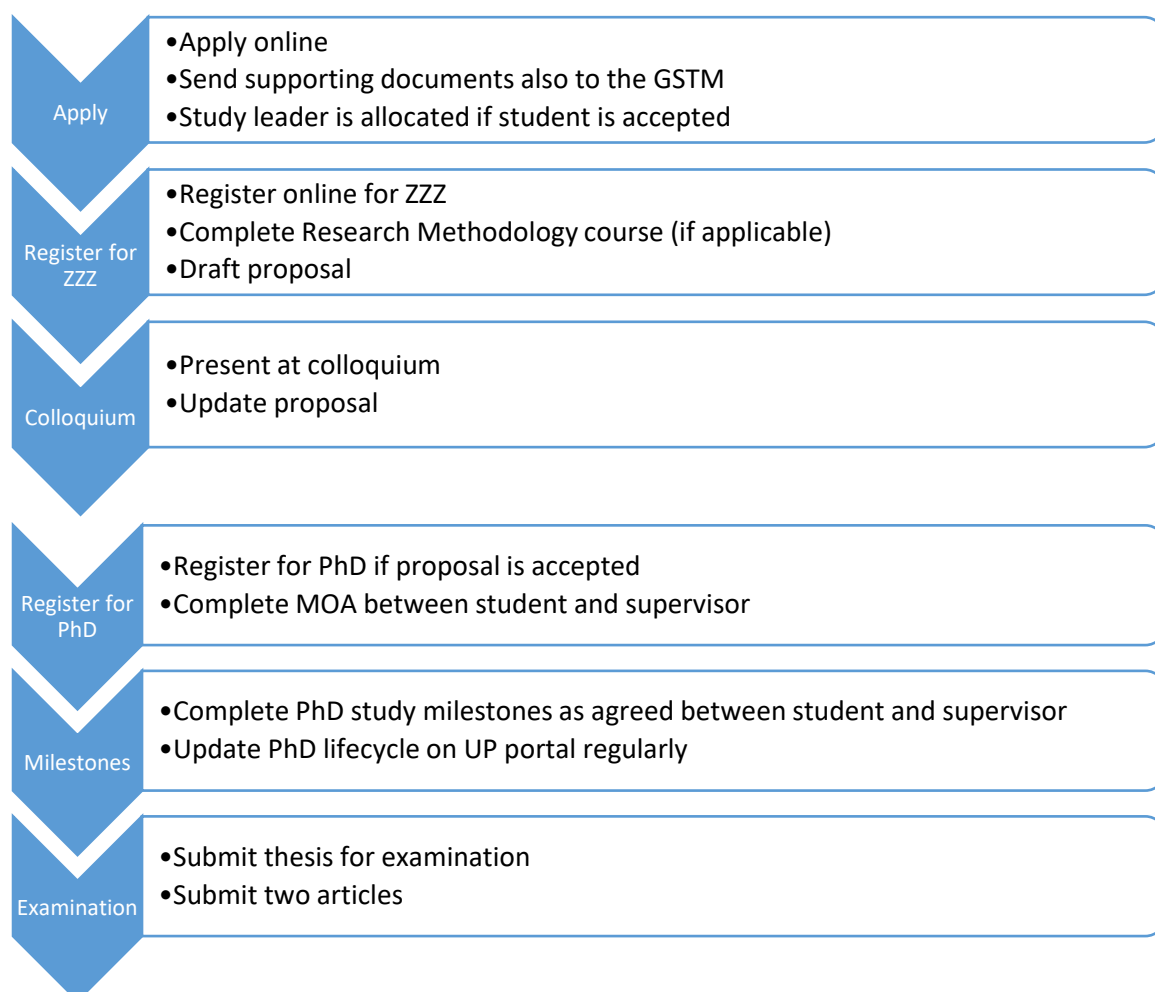 Apply
•Apply online
•Send supporting documents also to the GSTM
•Study leader is allocated if student is accepted
Register for
ZZZ
•Register online for ZZZ
•Complete Research Methodology course (if applicable)
•Draft proposal
Colloquium
•Present at colloquium
•Update proposal
Register for
PhD
•Register for PhD if proposal is accepted
•Complete MOA between student and supervisor
Milestones
•Complete PhD study milestones as agreed between student and supervisor
•Update PhD lifecycle on UP portal regularly
Examination
•Submit thesis for examination
•Submit two articles